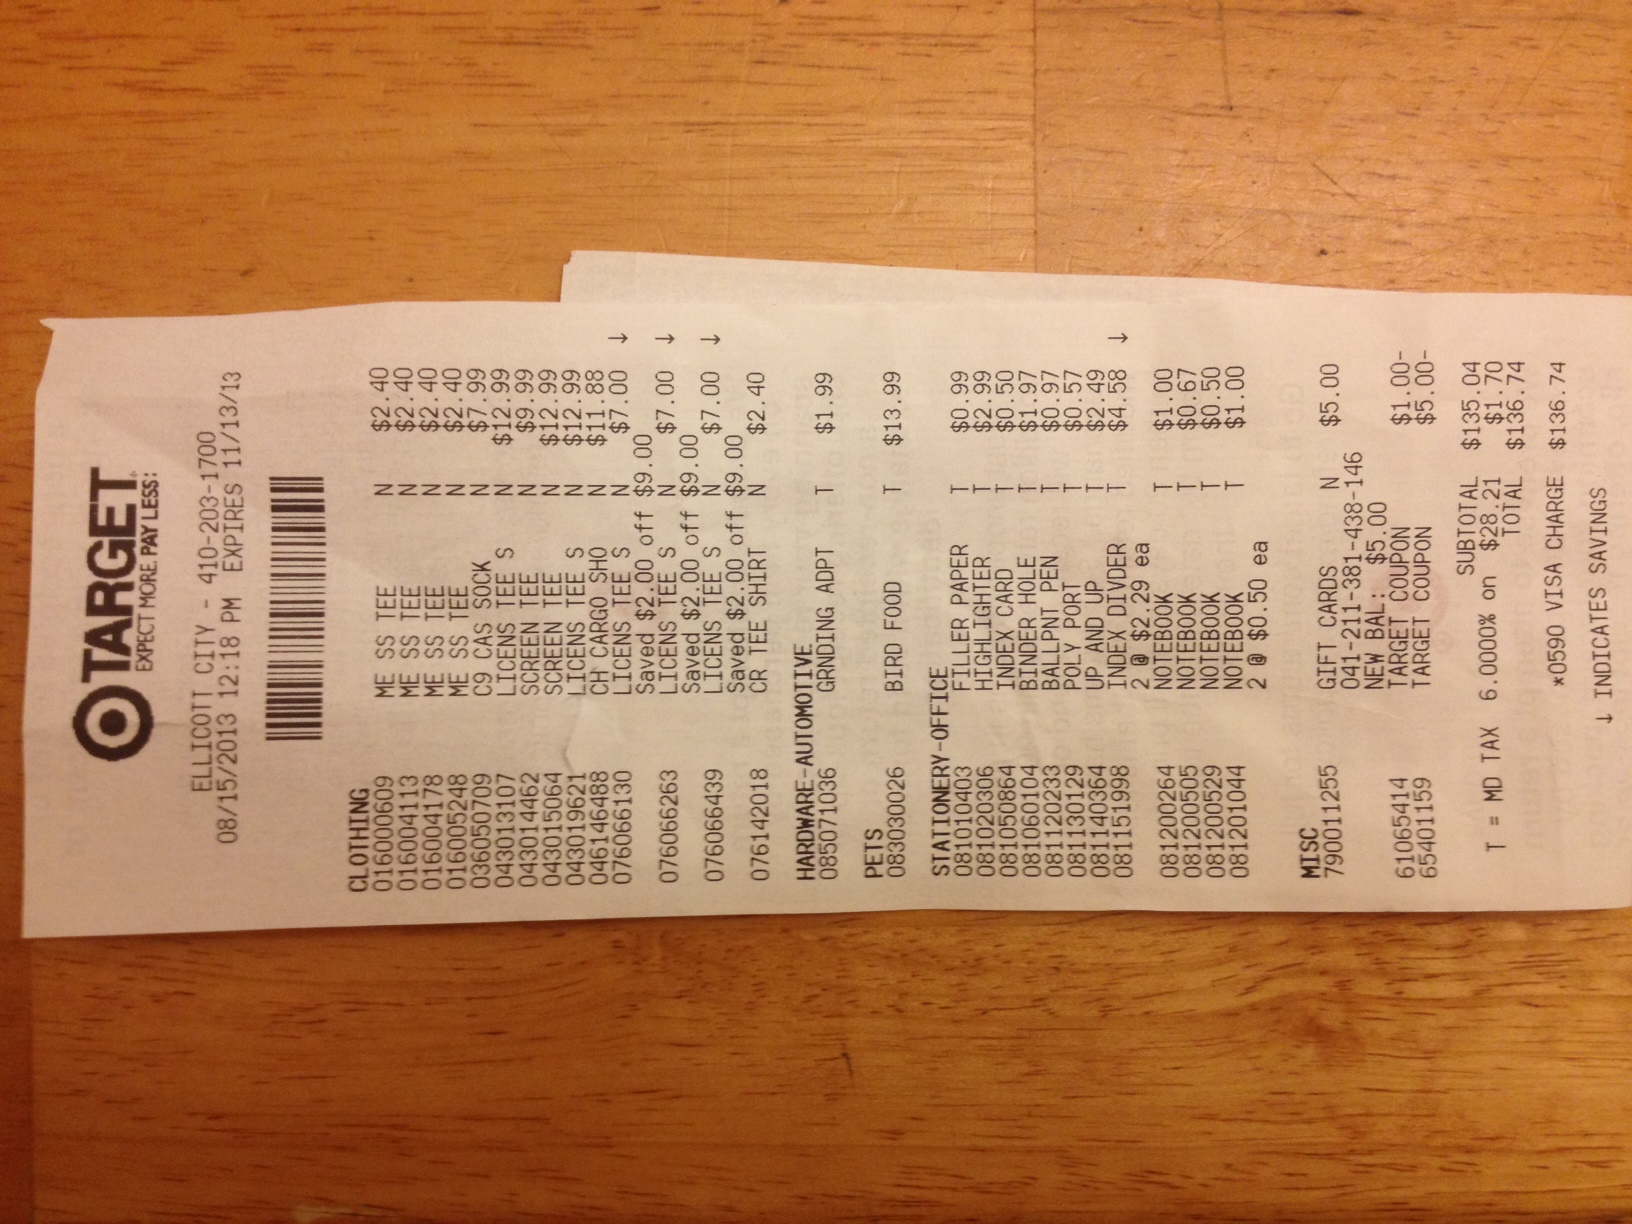 TARGET
EXPECT MORE. PAY LESS:
ELLICOTT CITY - 410-203-1700
08/15/2013 12:18 PM EXPIRES 11/13/13
CLOTHING
016000609 ME SS TEE N $2.40
016004113 ME SS TEE N $2.40
016004178 ME SS TEE N $2.40
016005248 ME SS TEE N $2.40
036050709 C9 CAS SOCK N $7.99
043013107 LICENS TEE S N $12.99
043014462 SCREEN TEE N $9.99
043015064 SCREEN TEE N $12.99
043019621 LICENS TEE S N $12.99
046146488 CH CARGO SHO N $11.88
076066130 LICENS TEE S N $7.00 ↓
Saved $2.00 off $9.00
076066263 LICENS TEE S N $7.00 ↓
Saved $2.00 off $9.00
076066439 LICENS TEE S N $7.00 ↓
Saved $2.00 off $9.00
076142018 CR TEE SHIRT N $2.40
HARDWARE-AUTOMOTIVE
085071036 GRNDING ADPT T $1.99
PETS
083030026 BIRD FOOD T $13.99
STATIONERY-OFFICE
081010403 FILLER PAPER T $0.99
081020306 HIGHLIGHTER T $2.99
081050864 INDEX CARD T $0.50
081060104 BINDER HOLE T $1.97
081120233 BALLPNT PEN T $0.97
081130129 POLY PORT T $0.57
081140364 UP AND UP T $2.49
081151998 INDEX DIVDER T $4.58 ↓
2 @ $2.29 ea
081200264 NOTEBOOK T $1.00
081200505 NOTEBOOK T $0.67
081200529 NOTEBOOK T $0.50
081201044 NOTEBOOK T $1.00
2 @ $0.50 ea
MISC
790011255 GIFT CARDS N $5.00
041-211-381-438-146
NEW BAL: $5.00
61065414 TARGET COUPON $1.00-
65401159 TARGET COUPON $5.00-
SUBTOTAL $135.04
T = MD TAX 6.0000% on $28.21 $1.70
TOTAL $136.74
*0590 VISA CHARGE $136.74
↓ INDICATES SAVINGS